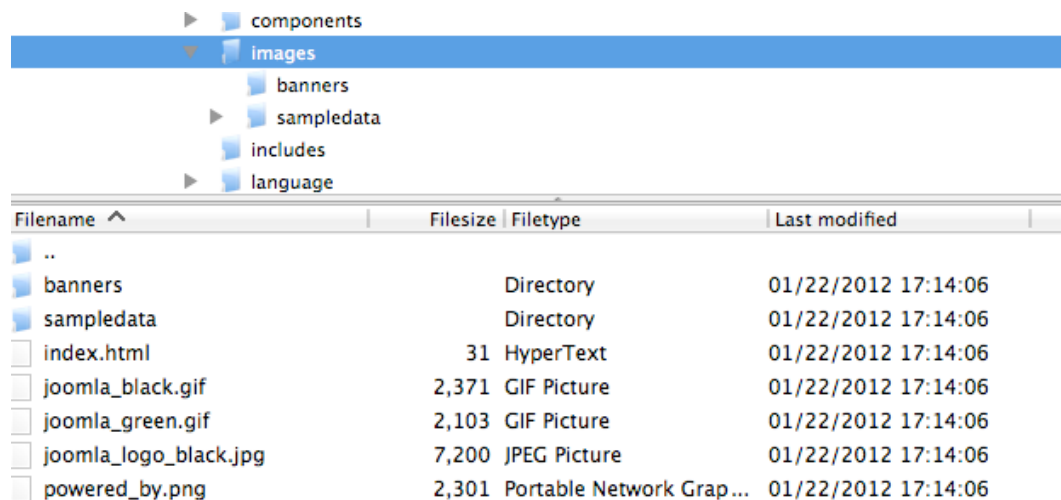 components
images
banners
sampledata
includes
language
Filename Filesize Filetype Last modified
..
banners Directory 01/22/2012 17:14:06
sampledata Directory 01/22/2012 17:14:06
index.html 31 HyperText 01/22/2012 17:14:06
joomla_black.gif 2,371 GIF Picture 01/22/2012 17:14:06
joomla_green.gif 2,103 GIF Picture 01/22/2012 17:14:06
joomla_logo_black.jpg 7,200 JPEG Picture 01/22/2012 17:14:06
powered_by.png 2,301 Portable Network Grap... 01/22/2012 17:14:06